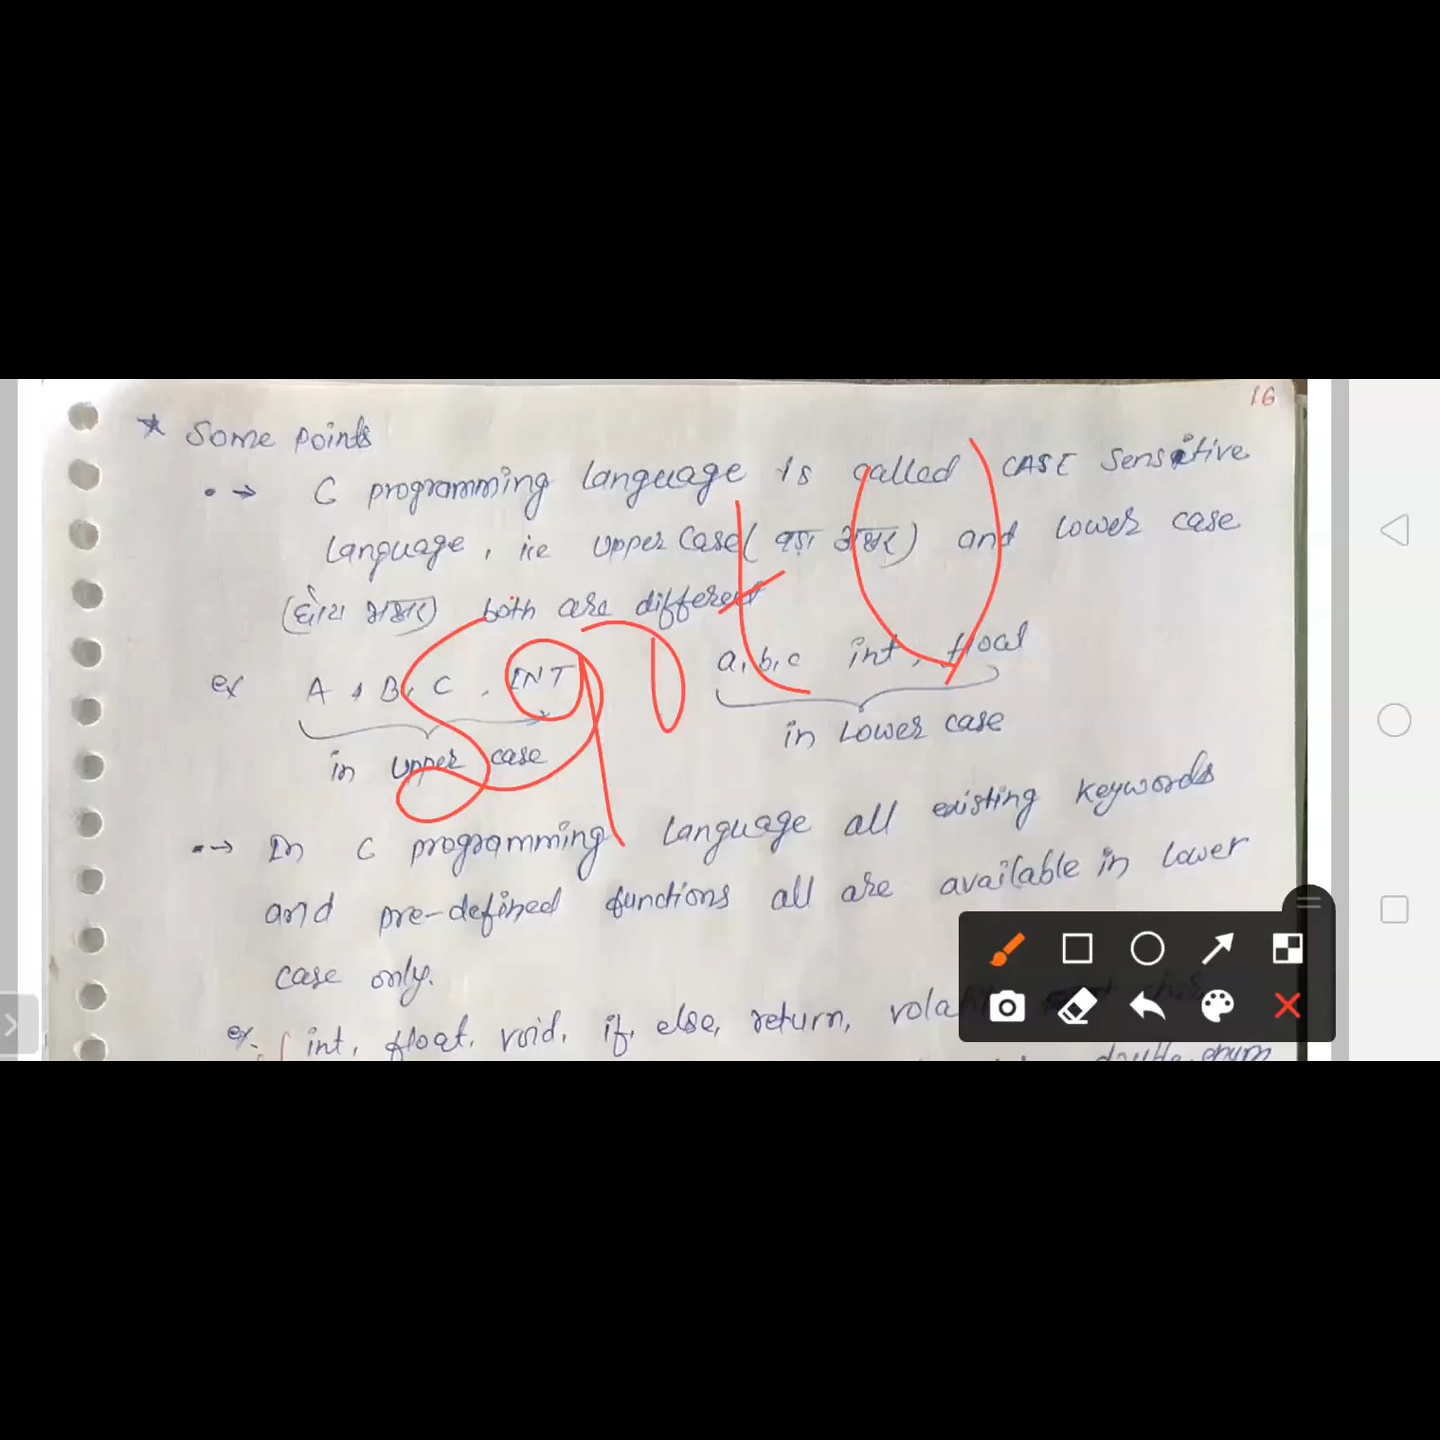 16
* Some points
• → C programming language is called CASE Sensitive
language, ie upper Case( बड़ा अक्षर) and lower case
(छोटा अक्षर) both are different
ex A, B, C, INT a, b, c int, float
in upper case in Lower case
sqrt()
•→ In C programming language all existing keywords
and pre-defined functions all are available in lower
case only.
ex. int, float, void, if, else, return,
double, enum